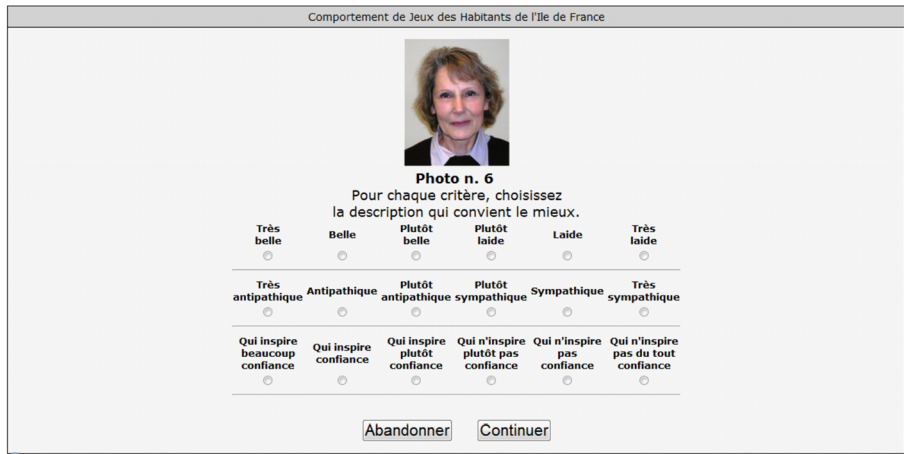 Comportement de Jeux des Habitants de l'Ile de France
Photo n. 6
Pour chaque critère, choisissez
la description qui convient le mieux.
Très belle Belle Plutôt belle Plutôt laide Laide Très laide
Très antipathique Antipathique Plutôt antipathique Plutôt sympathique Sympathique Très sympathique
Qui inspire beaucoup confiance Qui inspire confiance Qui inspire plutôt confiance Qui n'inspire plutôt pas confiance Qui n'inspire pas confiance Qui n'inspire pas du tout confiance
Abandonner Continuer